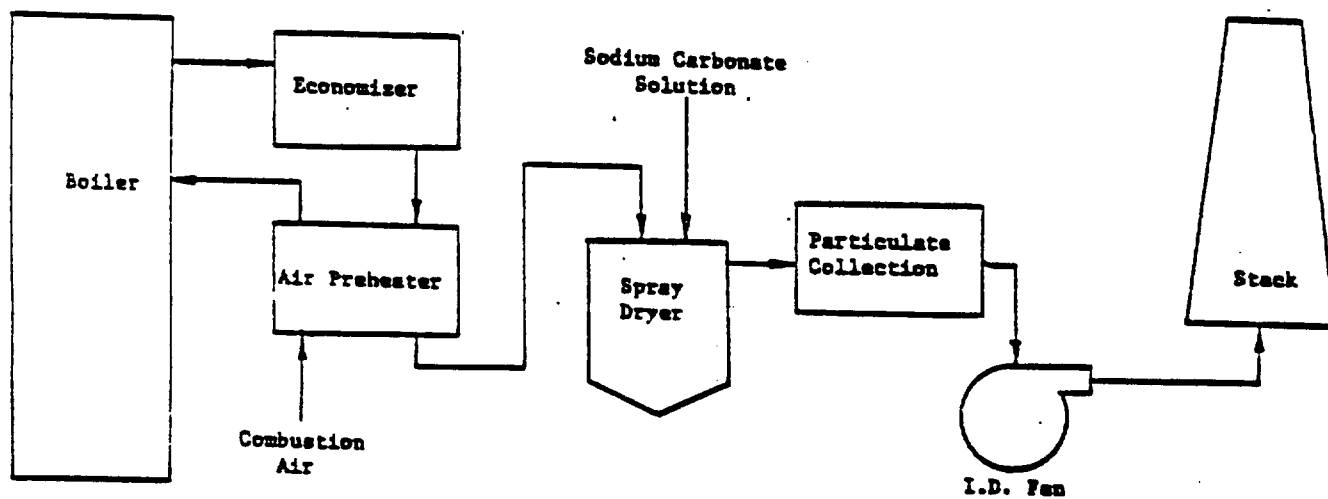 Boiler
Economizer
Air Preheater
Combustion
Air
Sodium Carbonate
Solution
Spray
Dryer
Particulate
Collection
I.D. Fan
Stack